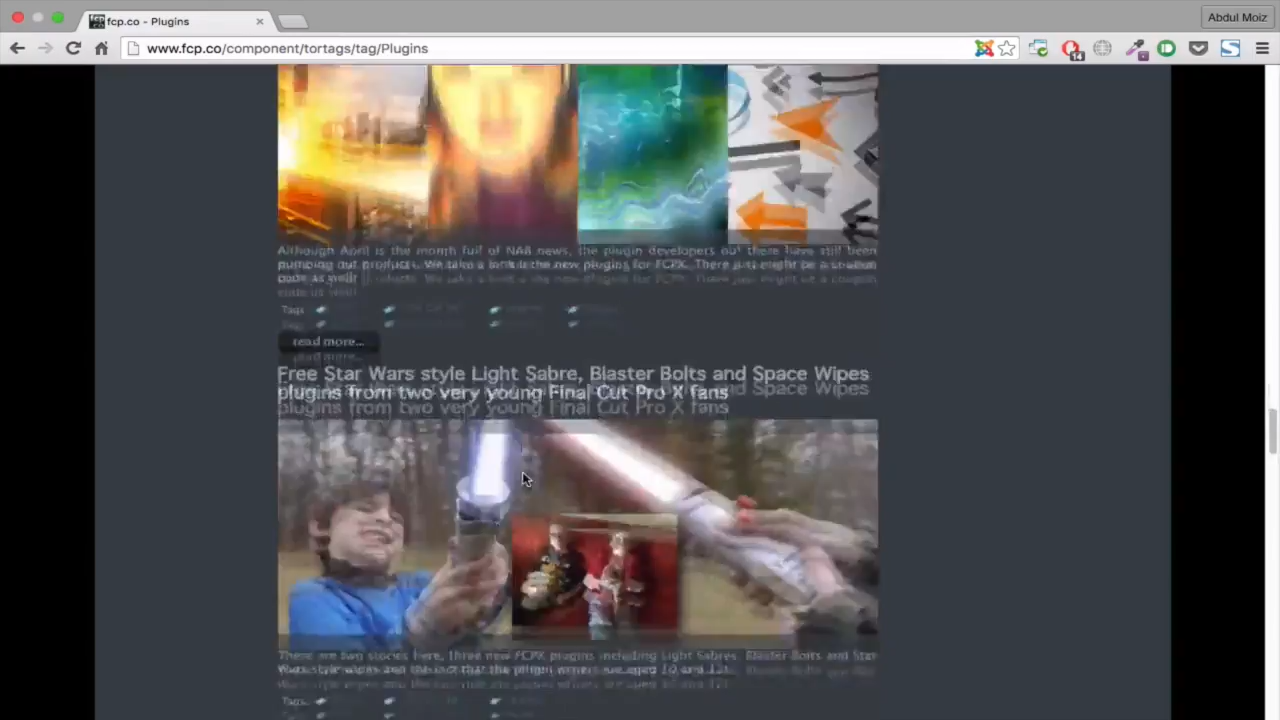 fcp.co - Plugins
Abdul Moiz
www.fcp.co/component/tortags/tag/Plugins
14
Although April is the month full of NAB news, the plugin developers out there have still been
pumping out products. We take a look at the new plugins for FCPX. There just might be a coupon
code as well!
Tags
read more...
Free Star Wars style Light Sabre, Blaster Bolts and Space Wipes
plugins from two very young Final Cut Pro X fans
There are two stories here, three new FCPX plugins including Light Sabres, Blaster Bolts and Star
Wars style wipes and the fact that the plugin writers are aged 10 and 12!
Tags